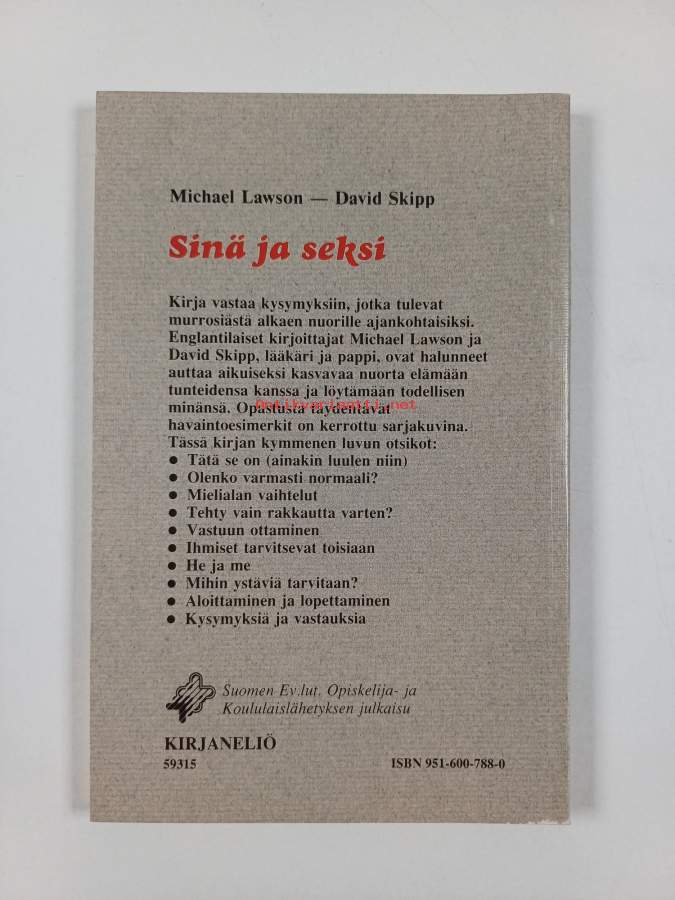 Michael Lawson — David Skipp
Sinä ja seksi
Kirja vastaa kysymyksiin, jotka tulevat
murrosiästä alkaen nuorille ajankohtaisiksi.
Englantilaiset kirjoittajat Michael Lawson ja
David Skipp, lääkäri ja pappi, ovat halunneet
auttaa aikuiseksi kasvavaa nuorta elämään
tunteidensa kanssa ja löytämään todellisen
minänsä. Opastusta täydentävät
antikvariaatti.net
havaintoesimerkit on kerrottu sarjakuvina.
Tässä kirjan kymmenen luvun otsikot:
● Tätä se on (ainakin luulen niin)
● Olenko varmasti normaali?
● Mielialan vaihtelut
● Tehty vain rakkautta varten?
● Vastuun ottaminen
● Ihmiset tarvitsevat toisiaan
● He ja me
● Mihin ystäviä tarvitaan?
● Aloittaminen ja lopettaminen
● Kysymyksiä ja vastauksia
Suomen Ev.lut. Opiskelija- ja
Koululaislähetyksen julkaisu
KIRJANELIÖ
59315 ISBN 951-600-788-0